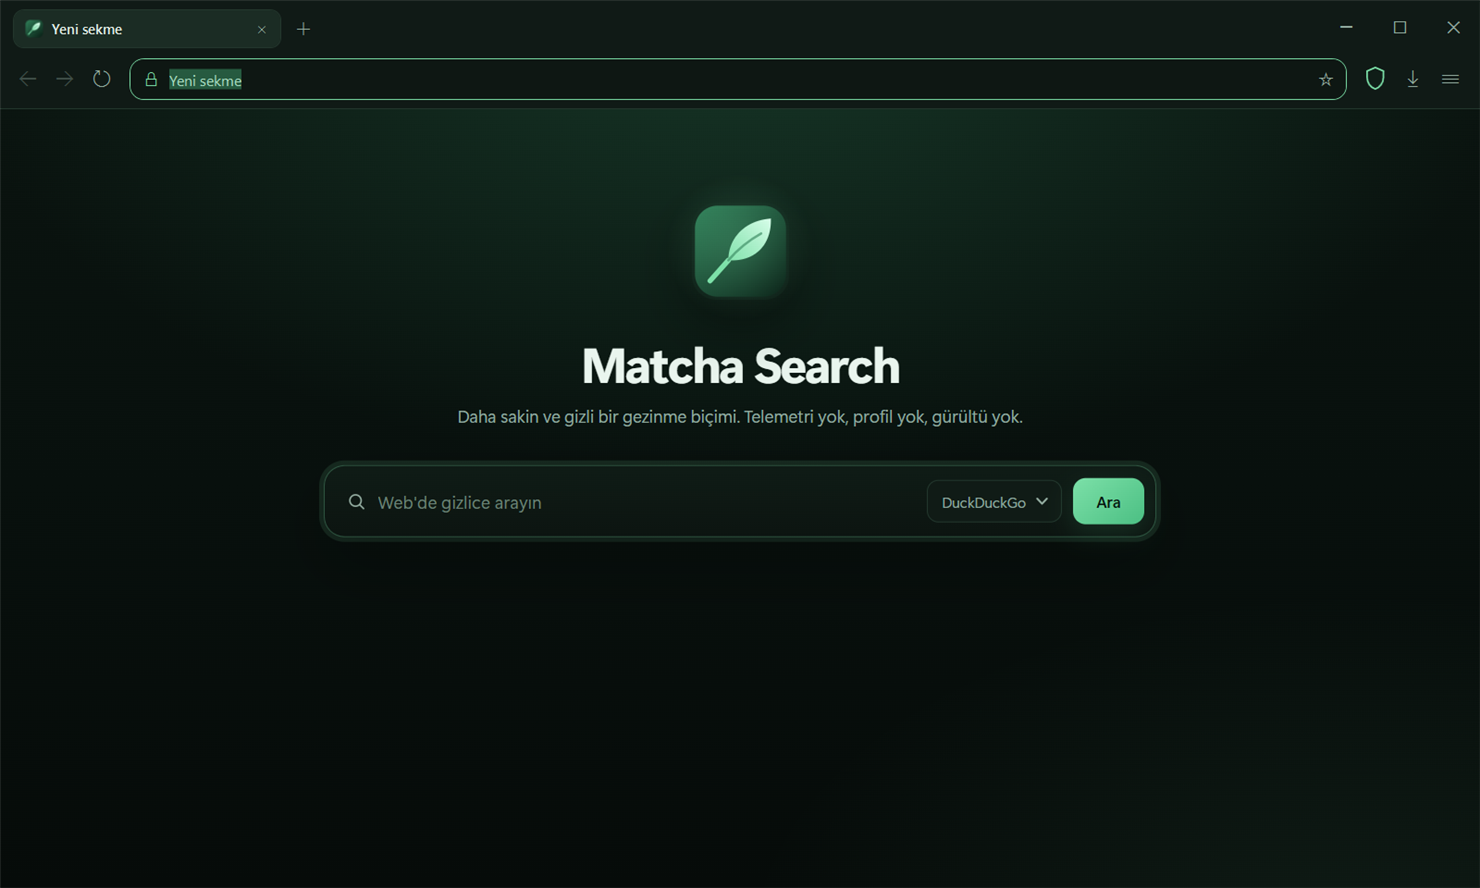 Yeni sekme
Yeni sekme
Matcha Search
Daha sakin ve gizli bir gezinme biçimi. Telemetri yok, profil yok, gürültü yok.
Web'de gizlice arayın
DuckDuckGo
Ara